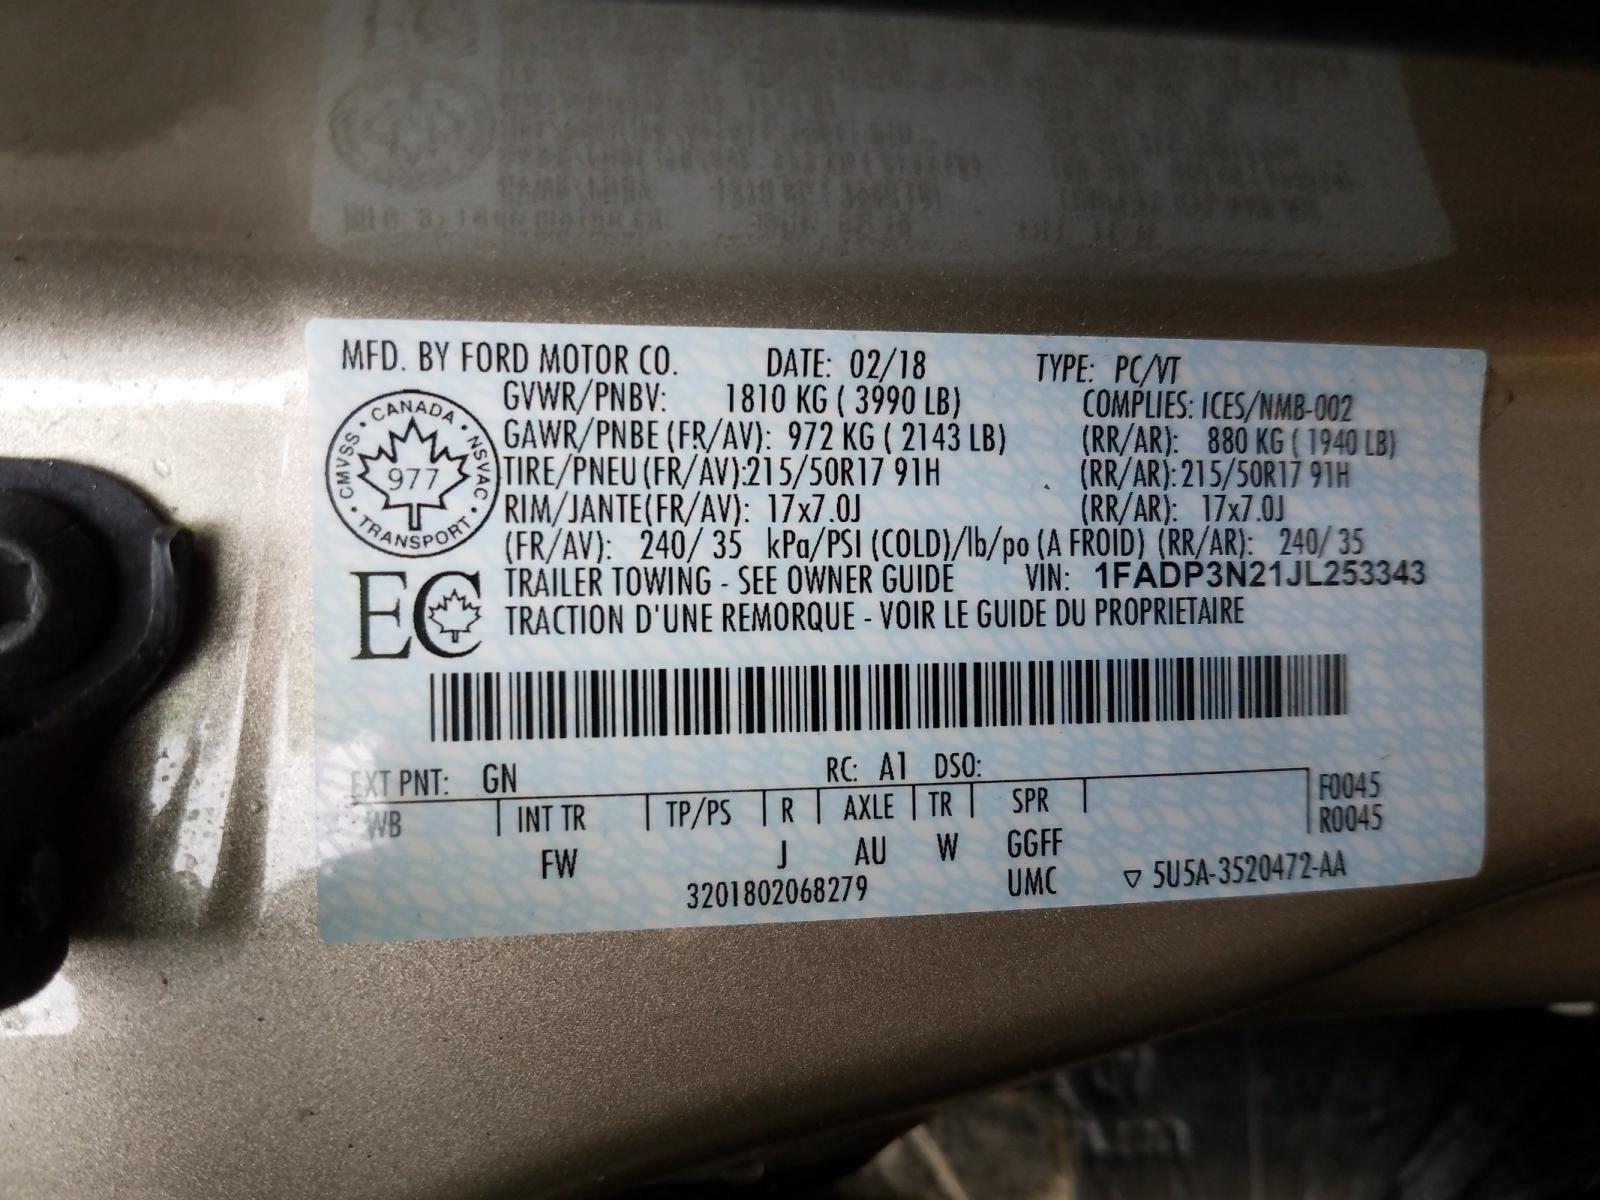 MFD. BY FORD MOTOR CO. DATE: 02/18 TYPE: PC/VT
GVWR/PNBV: 1810 KG ( 3990 LB) COMPLIES: ICES/NMB-002
GAWR/PNBE (FR/AV): 972 KG ( 2143 LB) (RR/AR): 880 KG ( 1940 LB)
TIRE/PNEU (FR/AV):215/50R17 91H (RR/AR):215/50R17 91H
RIM/JANTE(FR/AV): 17x7.0J (RR/AR): 17x7.0J
(FR/AV): 240/ 35 kPa/PSI (COLD)/lb/po (A FROID) (RR/AR): 240/ 35
TRAILER TOWING - SEE OWNER GUIDE VIN: 1FADP3N21JL253343
TRACTION D'UNE REMORQUE - VOIR LE GUIDE DU PROPRIETAIRE
CANADA
CMVSS 977 NSVAC
TRANSPORT
EC
EXT PNT: GN RC: A1 DSO:
WB INT TR TP/PS R AXLE TR SPR F0045
R0045
FW J AU W GGFF
3201802068279 UMC ▽ 5U5A-3520472-AA